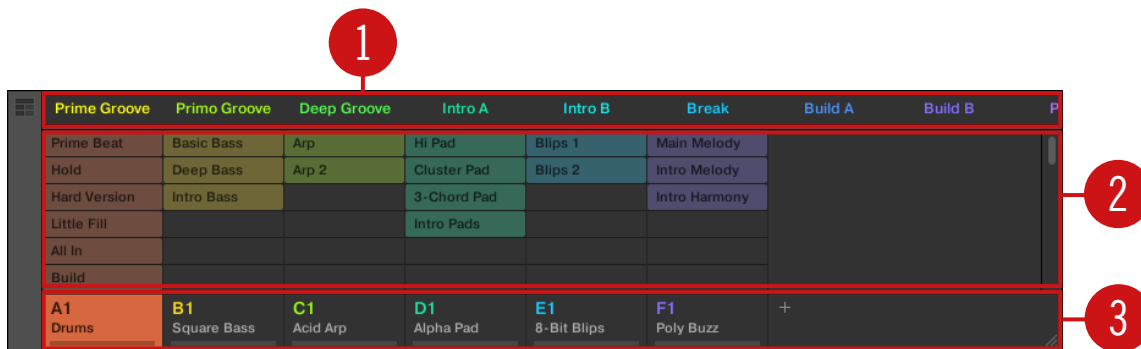 1
Prime Groove Primo Groove Deep Groove Intro A Intro B Break Build A Build B P
Prime Beat Basic Bass Arp Hi Pad Blips 1 Main Melody
Hold Deep Bass Arp 2 Cluster Pad Blips 2 Intro Melody
Hard Version Intro Bass 3-Chord Pad Intro Harmony
2
Little Fill Intro Pads
All In
Build
A1 B1 C1 D1 E1 F1 +
Drums Square Bass Acid Arp Alpha Pad 8-Bit Blips Poly Buzz
3